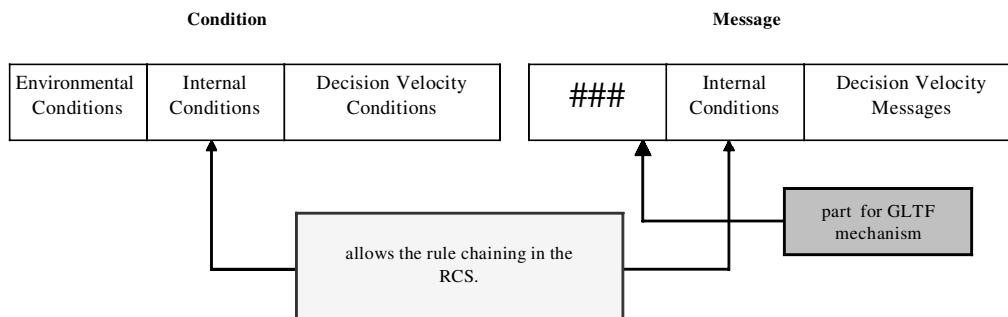 Condition
Message
Environmental
Conditions
Internal
Conditions
Decision Velocity
Conditions
###
Internal
Conditions
Decision Velocity
Messages
part for GLTF
mechanism
allows the rule chaining in the
RCS.